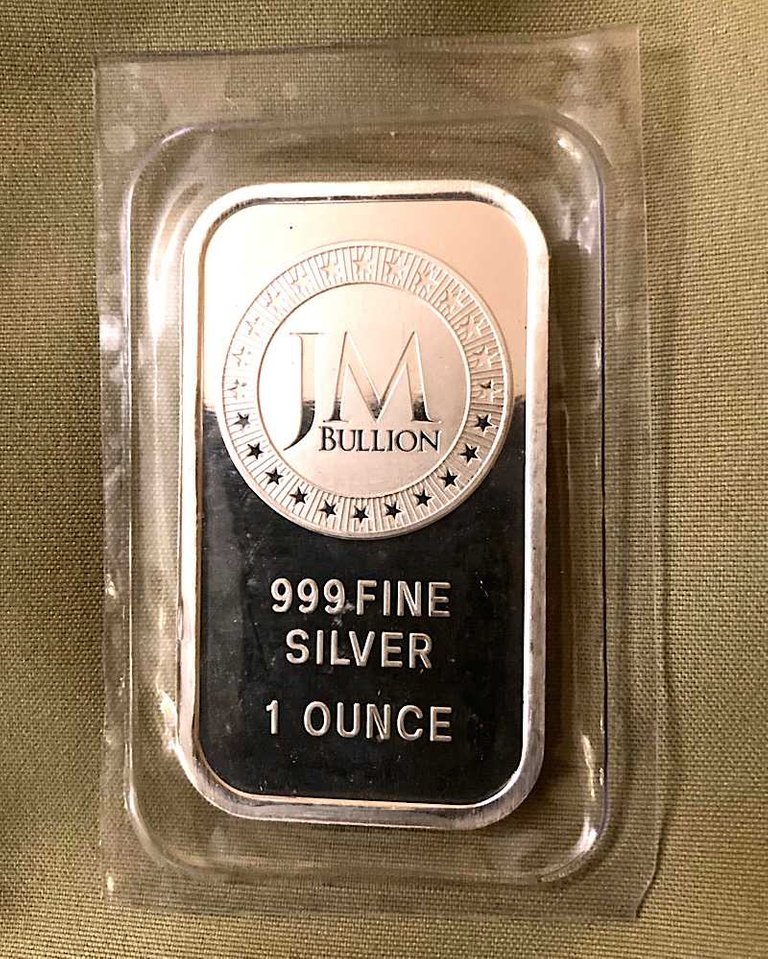 JM
BULLION
999 FINE
SILVER
1 OUNCE